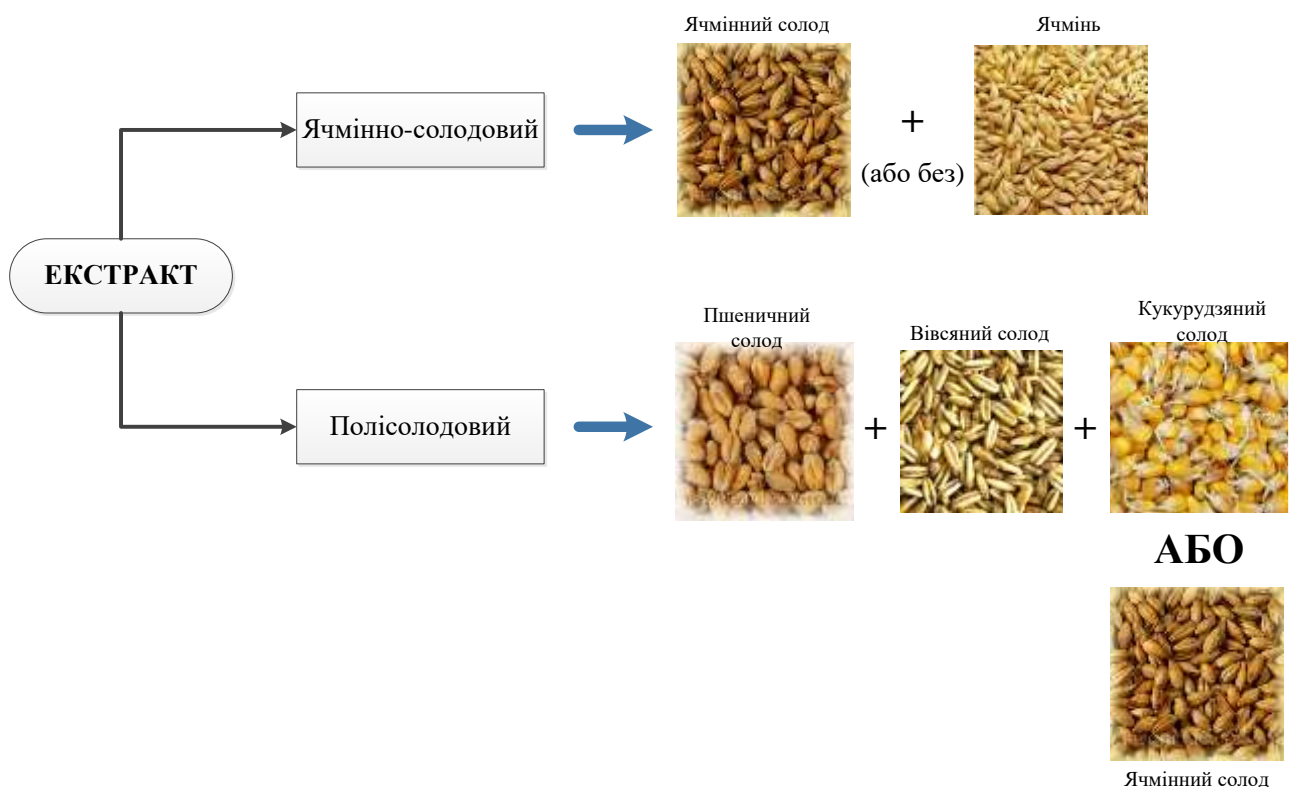 Ячмінний солод
Ячмінь
Ячмінно-солодовий
+
(або без)
ЕКСТРАКТ
Пшеничний
солод
Вівсяний солод
Кукурудзяний
солод
Полісолодовий
+
+
АБО
Ячмінний солод